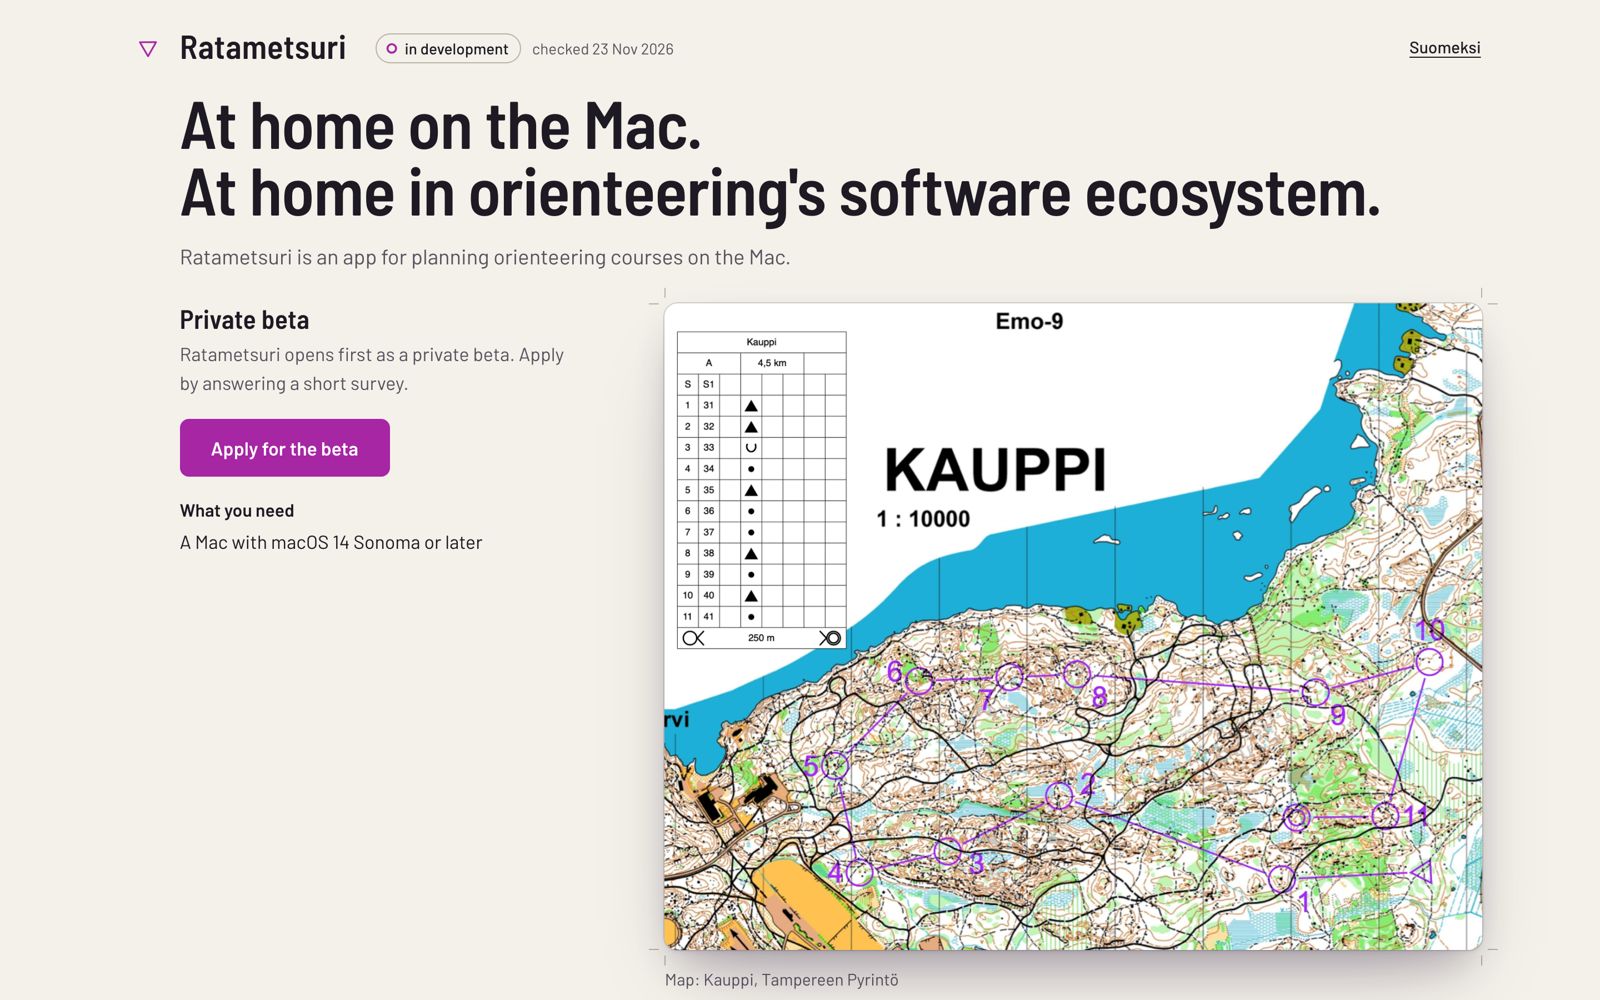 Ratametsuri
in development
checked 23 Nov 2026
Suomeksi
At home on the Mac.
At home in orienteering's software ecosystem.
Ratametsuri is an app for planning orienteering courses on the Mac.
Private beta
Ratametsuri opens first as a private beta. Apply
by answering a short survey.
Apply for the beta
What you need
A Mac with macOS 14 Sonoma or later
Emo-9
KAUPPI
1 : 10000
Kauppi
A 4,5 km
S S1
1 31
2 32
3 33
4 34
5 35
6 36
7 37
8 38
9 39
10 40
11 41
250 m
rvi
10
6
7
8
9
5
2
11
3
4
1
Map: Kauppi, Tampereen Pyrintö